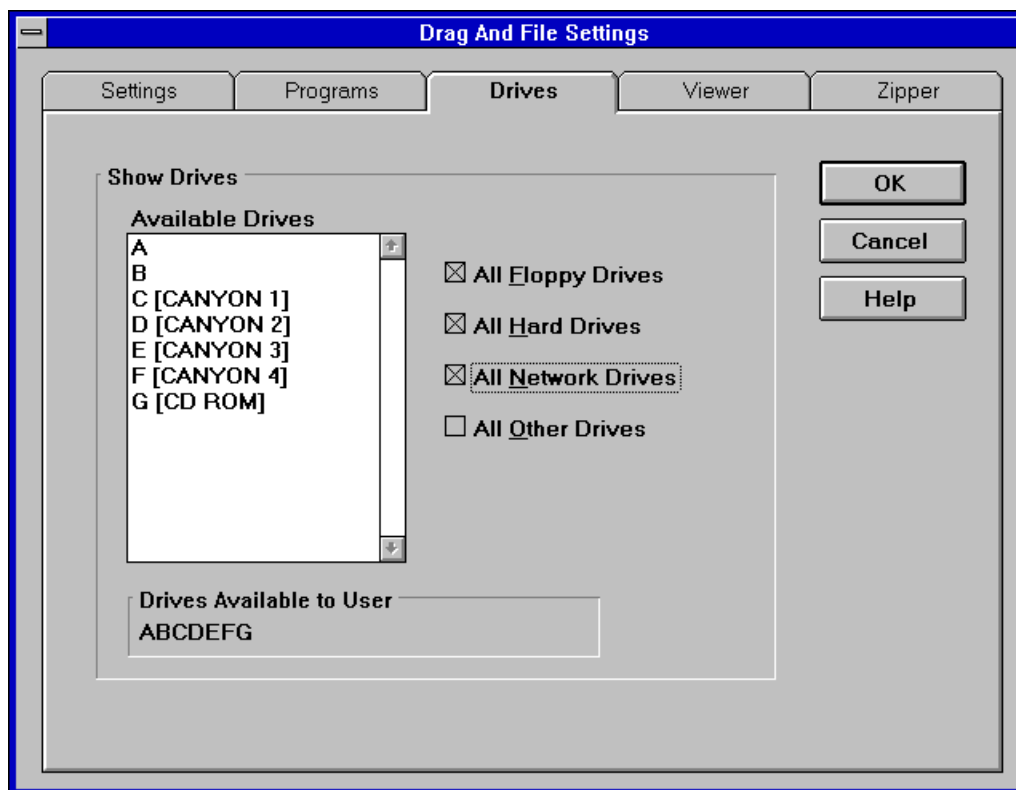 Drag And File Settings
Settings Programs Drives Viewer Zipper
Show Drives
Available Drives
A
B
C [CANYON 1]
D [CANYON 2]
E [CANYON 3]
F [CANYON 4]
G [CD ROM]
All Floppy Drives
All Hard Drives
All Network Drives
All Other Drives
Drives Available to User
ABCDEFG
OK
Cancel
Help